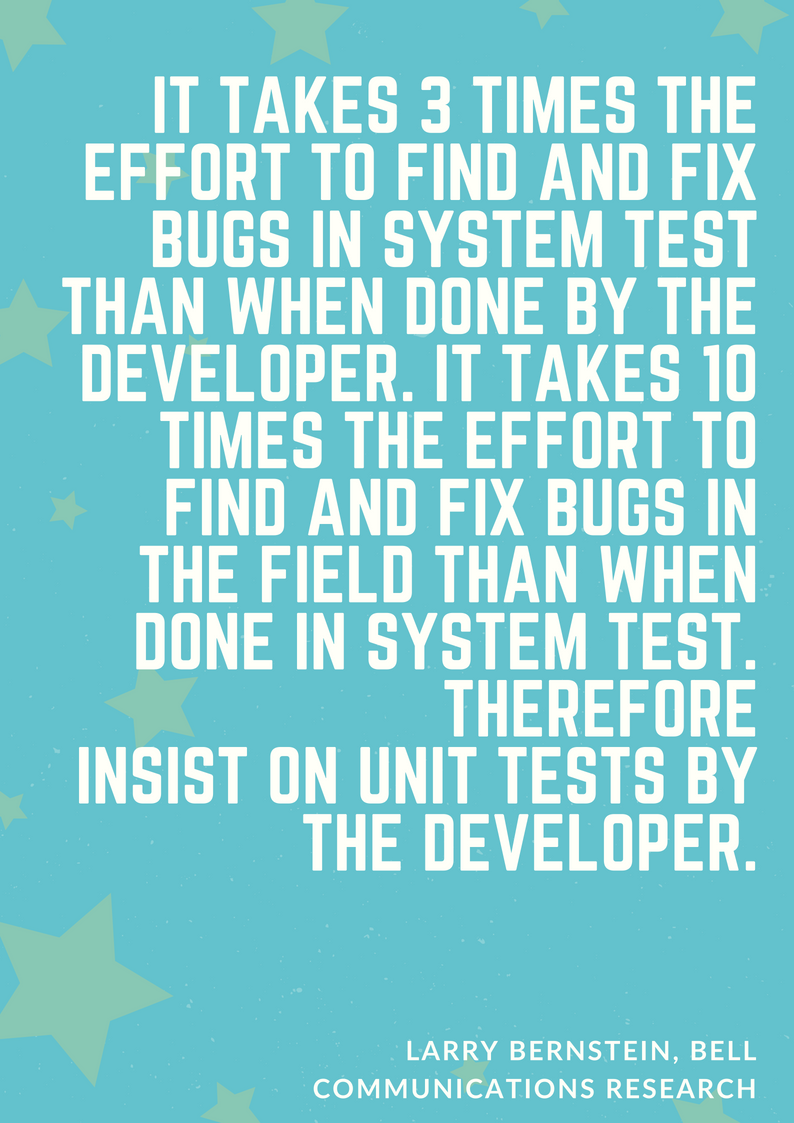 IT TAKES 3 TIMES THE
EFFORT TO FIND AND FIX
BUGS IN SYSTEM TEST
THAN WHEN DONE BY THE
DEVELOPER. IT TAKES 10
TIMES THE EFFORT TO
FIND AND FIX BUGS IN
THE FIELD THAN WHEN
DONE IN SYSTEM TEST.
THEREFORE
INSIST ON UNIT TESTS BY
THE DEVELOPER.
LARRY BERNSTEIN, BELL
COMMUNICATIONS RESEARCH